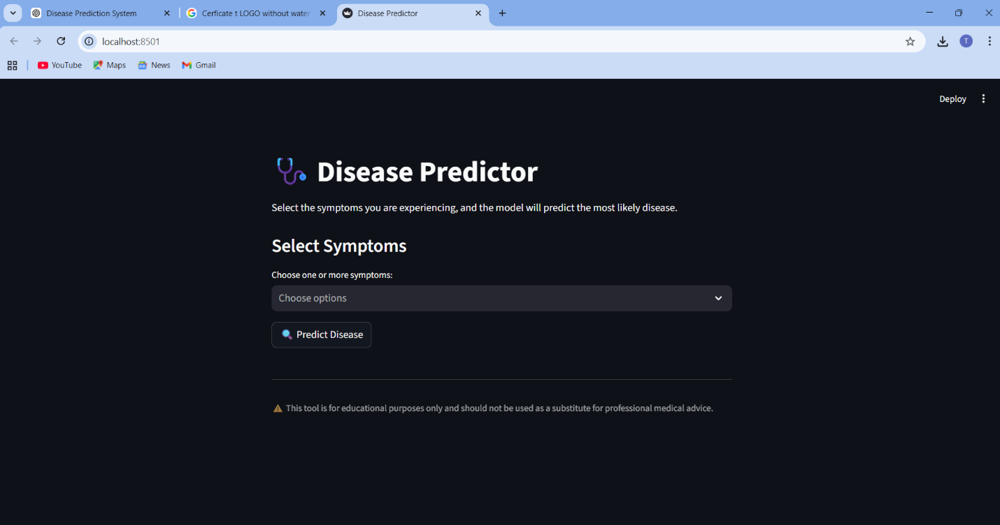 Disease Prediction System
Cerficate t LOGO without water
Disease Predictor
localhost:8501
T
YouTube
Maps
News
Gmail
Deploy
Disease Predictor
Select the symptoms you are experiencing, and the model will predict the most likely disease.
Select Symptoms
Choose one or more symptoms:
Choose options
Predict Disease
This tool is for educational purposes only and should not be used as a substitute for professional medical advice.